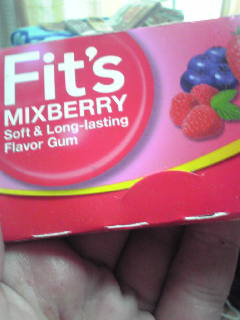 Fit's
MIXBERRY
Soft & Long-lasting
Flavor Gum